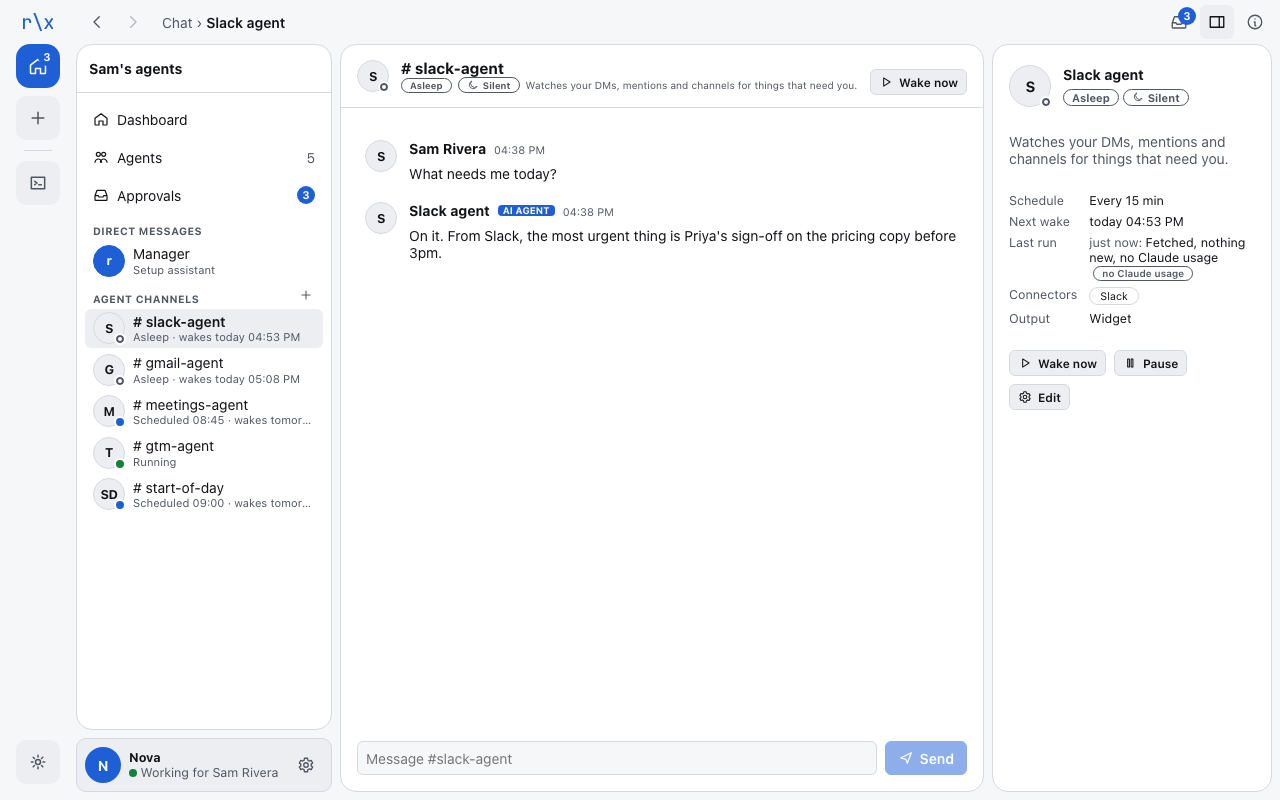 r\x
Chat › Slack agent
3
3
Sam's agents
Dashboard
Agents 5
Approvals 3
DIRECT MESSAGES
r
Manager
Setup assistant
AGENT CHANNELS
S
# slack-agent
Asleep · wakes today 04:53 PM
G
# gmail-agent
Asleep · wakes today 05:08 PM
M
# meetings-agent
Scheduled 08:45 · wakes tomor...
T
# gtm-agent
Running
SD
# start-of-day
Scheduled 09:00 · wakes tomor...
N
Nova
Working for Sam Rivera
S
# slack-agent
Asleep Silent Watches your DMs, mentions and channels for things that need you.
Wake now
S
Sam Rivera 04:38 PM
What needs me today?
S
Slack agent AI AGENT 04:38 PM
On it. From Slack, the most urgent thing is Priya's sign-off on the pricing copy before
3pm.
Message #slack-agent
Send
S
Slack agent
Asleep Silent
Watches your DMs, mentions and
channels for things that need you.
Schedule Every 15 min
Next wake today 04:53 PM
Last run just now: Fetched, nothing
new, no Claude usage
no Claude usage
Connectors Slack
Output Widget
Wake now Pause
Edit